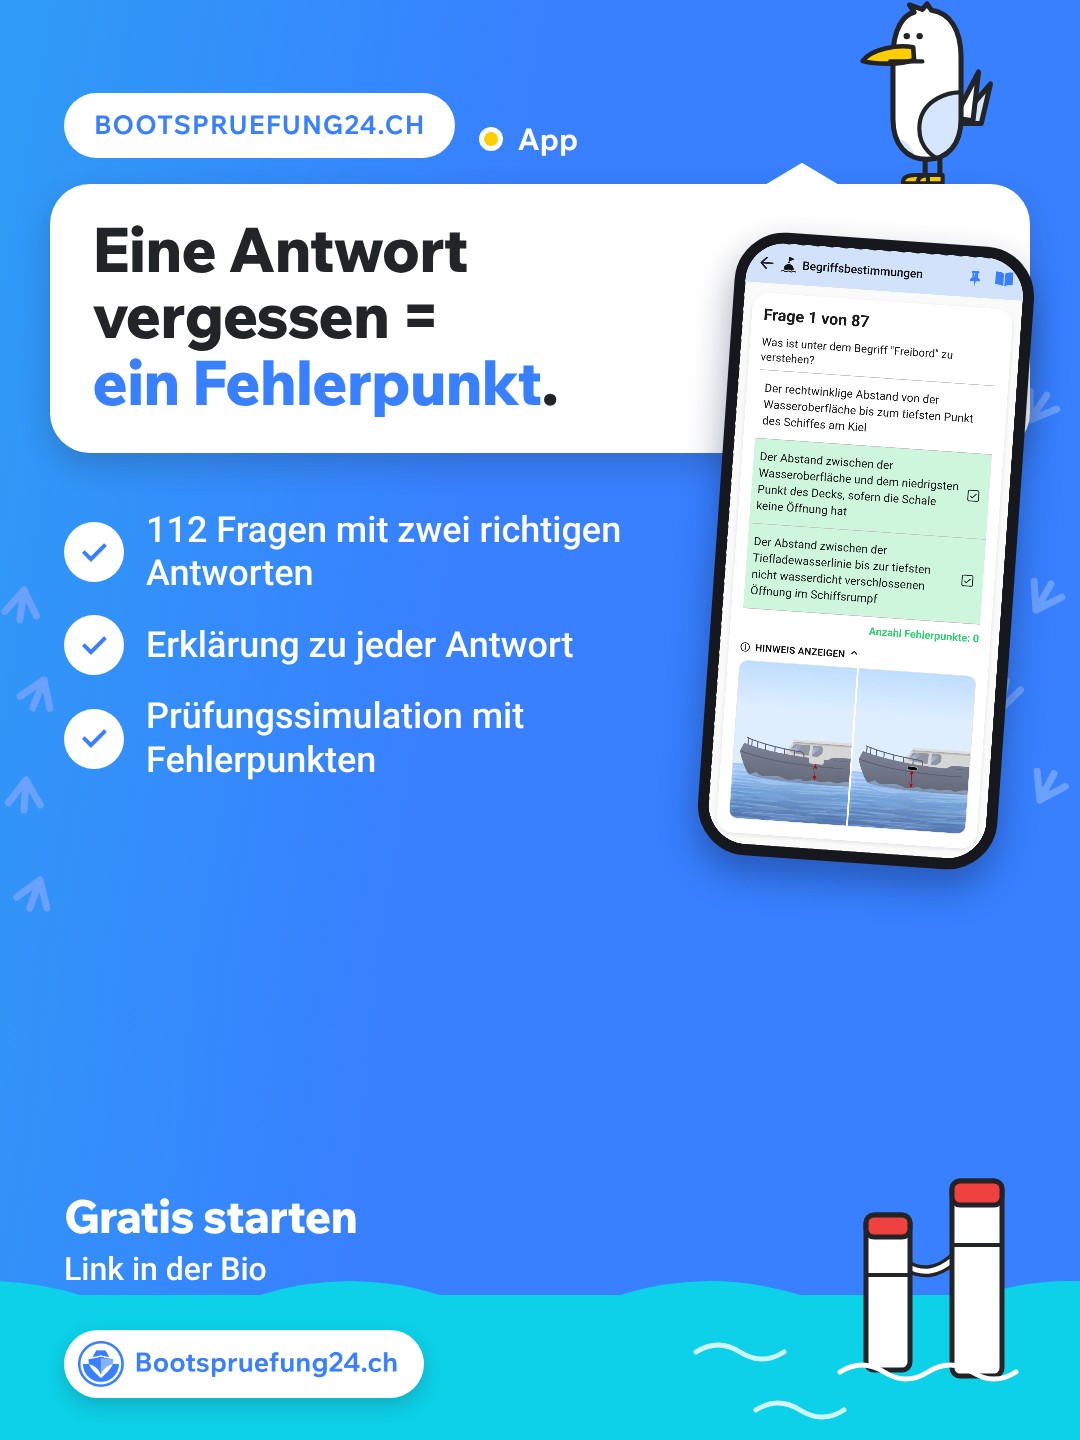 BOOTSPRUEFUNG24.CH
App
Eine Antwort
vergessen =
ein Fehlerpunkt.
112 Fragen mit zwei richtigen
Antworten
Erklärung zu jeder Antwort
Prüfungssimulation mit
Fehlerpunkten
Begriffsbestimmungen
Frage 1 von 87
Was ist unter dem Begriff "Freibord" zu
verstehen?
Der rechtwinklige Abstand von der
Wasseroberfläche bis zum tiefsten Punkt
des Schiffes am Kiel
Der Abstand zwischen der
Wasseroberfläche und dem niedrigsten
Punkt des Decks, sofern die Schale
keine Öffnung hat
Der Abstand zwischen der
Tiefladewasserlinie bis zur tiefsten
nicht wasserdicht verschlossenen
Öffnung im Schiffsrumpf
Anzahl Fehlerpunkte: 0
HINWEIS ANZEIGEN
Gratis starten
Link in der Bio
Bootspruefung24.ch